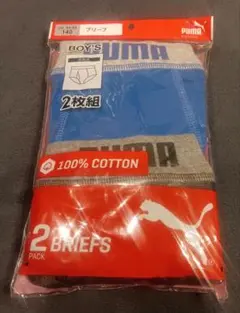 140
ブリーフ
PUMA
BOY'S
PUMA
2枚組
PUMA
100% COTTON
2 BRIEFS
PACK